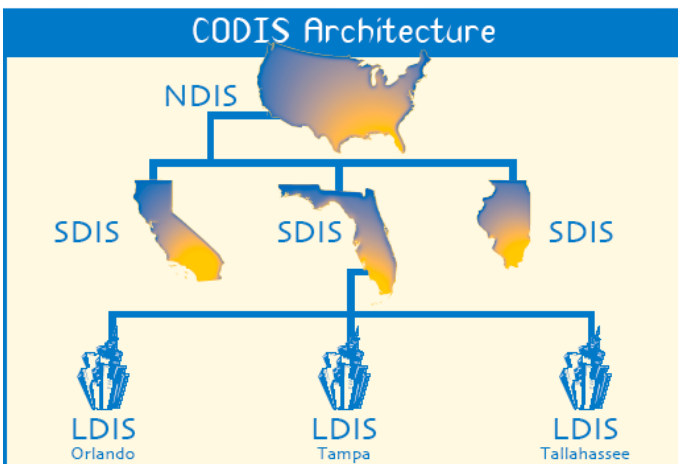 CODIS Architecture
NDIS
SDIS
SDIS
SDIS
LDIS
Orlando
LDIS
Tampa
LDIS
Tallahassee